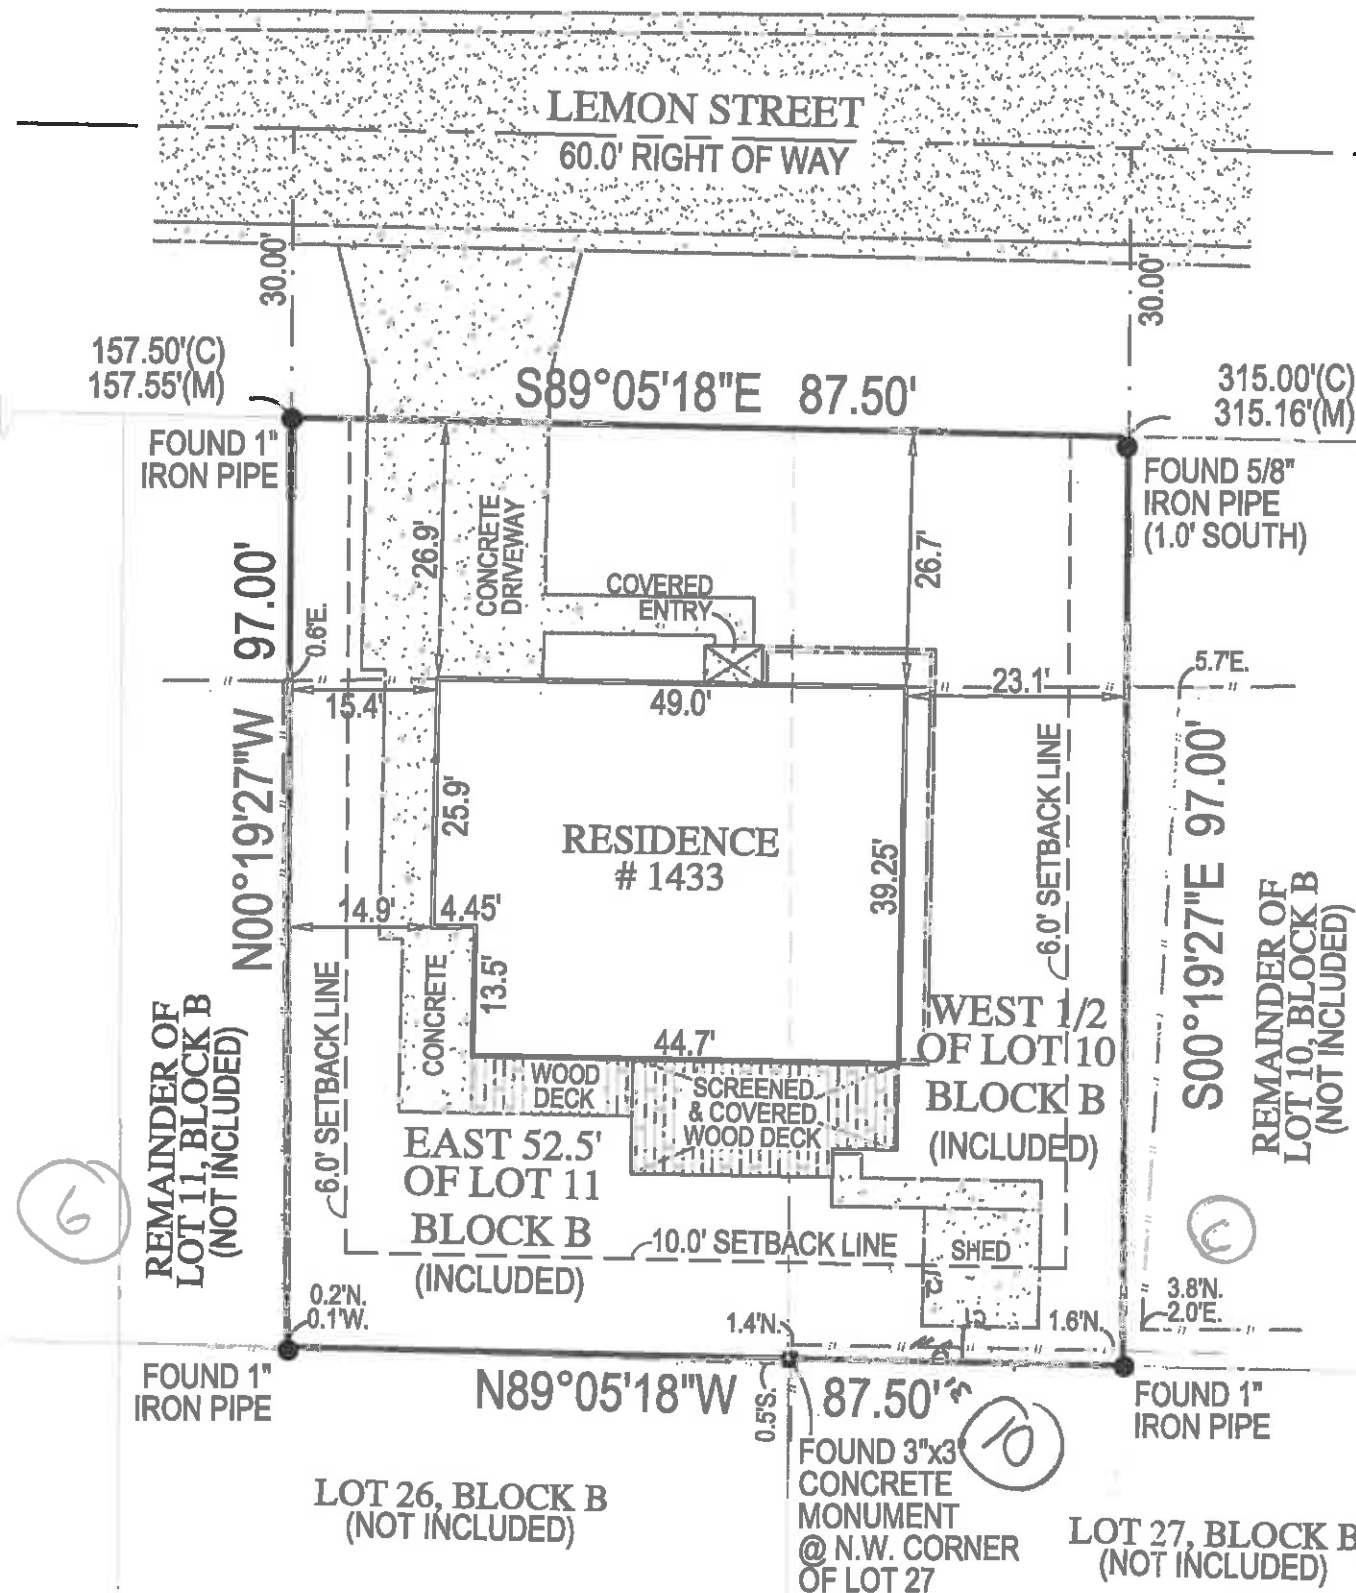 LEMON STREET
60.0' RIGHT OF WAY
30.00'
30.00'
157.50'(C)
157.55'(M)
S89°05'18"E 87.50'
315.00'(C)
315.16'(M)
FOUND 1"
IRON PIPE
FOUND 5/8"
IRON PIPE
(1.0' SOUTH)
26.9'
CONCRETE
DRIVEWAY
COVERED
ENTRY
26.7'
N00°19'27"W 97.00'
0.6'E.
15.4'
49.0'
23.1'
5.7'E.
25.9'
RESIDENCE
# 1433
39.25'
6.0' SETBACK LINE
S00°19'27"E 97.00'
14.9'
4.45'
13.5'
CONCRETE
44.7'
WOOD
DECK
SCREENED
& COVERED
WOOD DECK
WEST 1/2
OF LOT 10
BLOCK B
(INCLUDED)
REMAINDER OF
LOT 10, BLOCK B
(NOT INCLUDED)
REMAINDER OF
LOT 11, BLOCK B
(NOT INCLUDED)
6.0' SETBACK LINE
EAST 52.5'
OF LOT 11
BLOCK B
(INCLUDED)
6
10.0' SETBACK LINE
SHED
0.2'N.
0.1'W.
1.4'N.
1.6'N.
3.8'N.
2.0'E.
FOUND 1"
IRON PIPE
N89°05'18"W 87.50'
0.5'S.
10
FOUND 3"x3"
CONCRETE
MONUMENT
@ N.W. CORNER
OF LOT 27
FOUND 1"
IRON PIPE
LOT 26, BLOCK B
(NOT INCLUDED)
LOT 27, BLOCK B
(NOT INCLUDED)